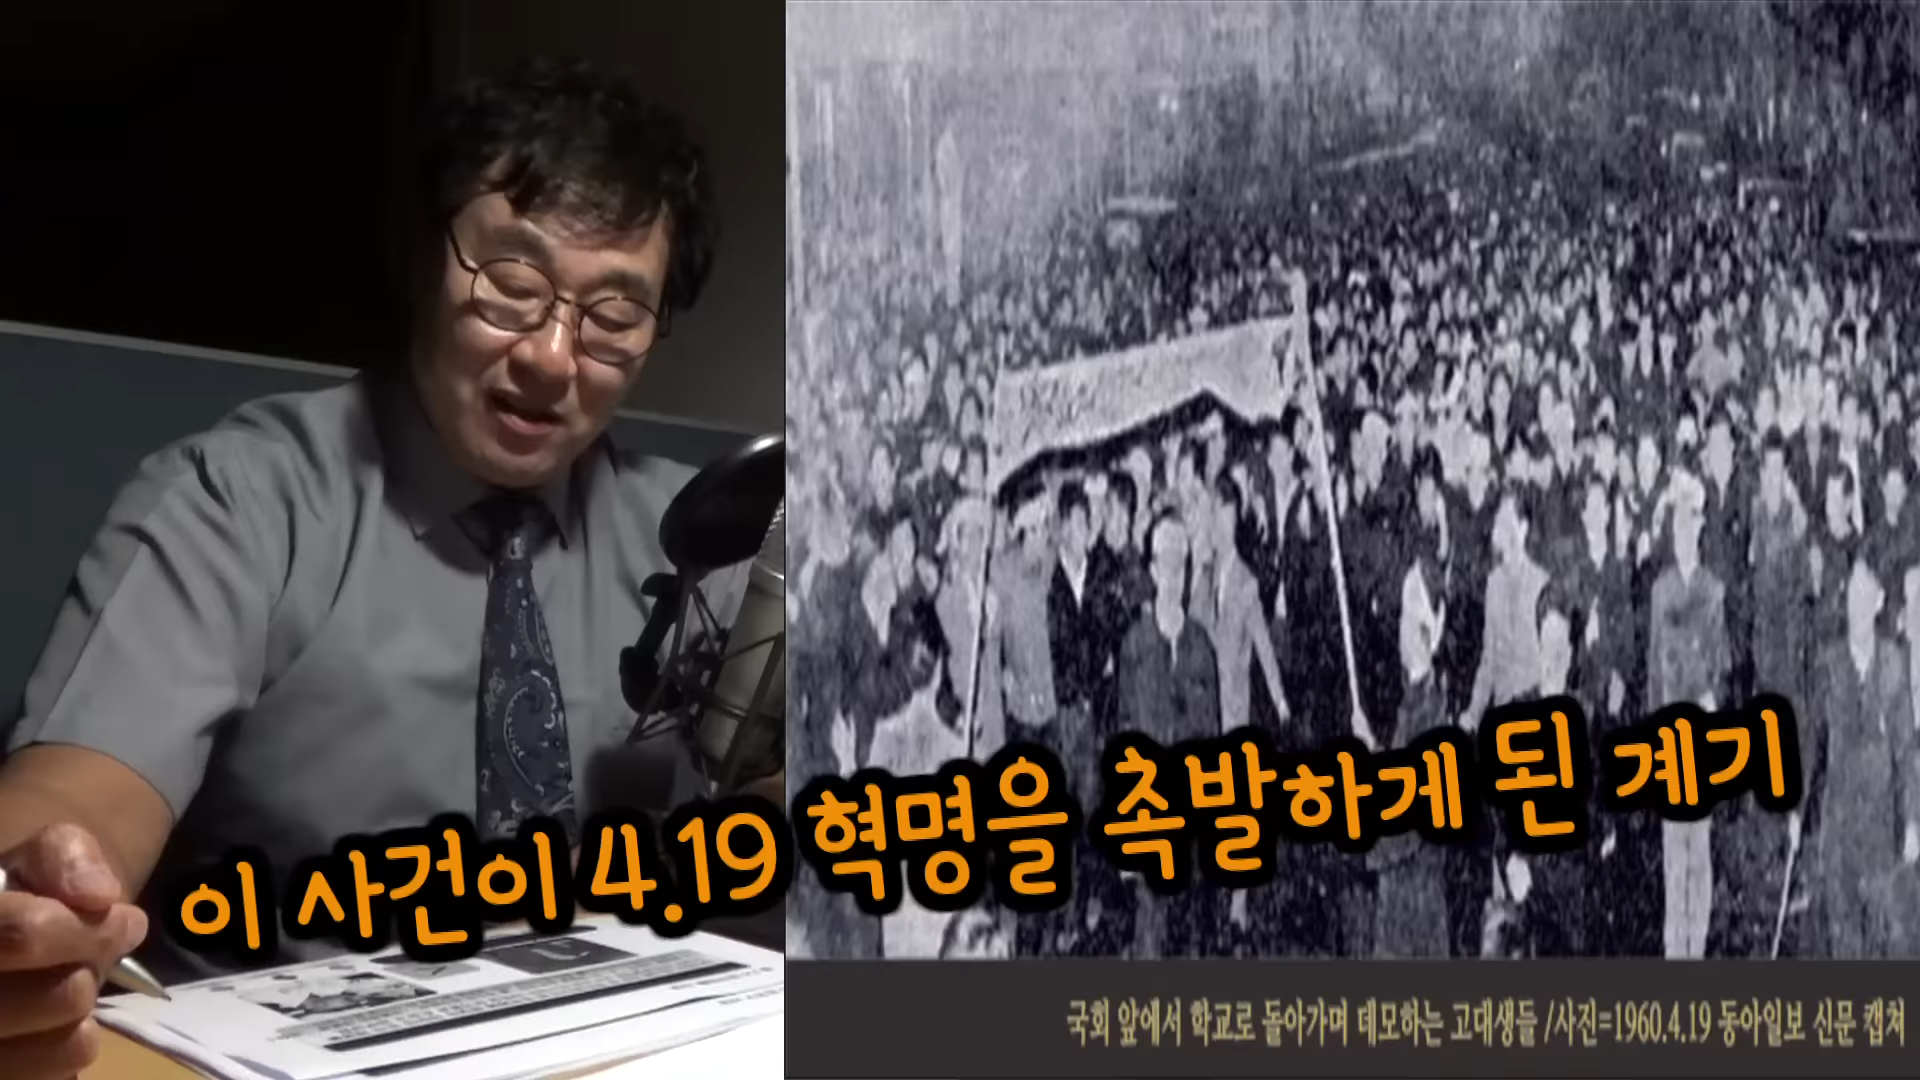 이 사건이 4.19 혁명을 촉발하게 된 계기
국회 앞에서 학교로 돌아가며 데모하는 고대생들 /사진=1960.4.19 동아일보 신문 캡쳐